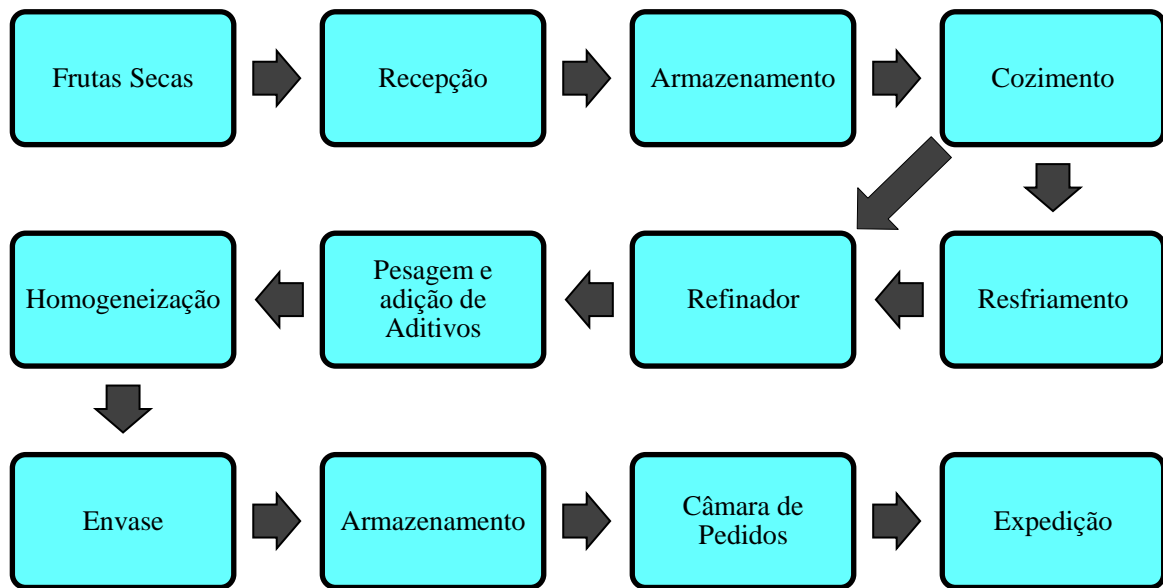 Frutas Secas
Recepção
Armazenamento
Cozimento
Homogeneização
Pesagem e
adição de
Aditivos
Refinador
Resfriamento
Envase
Armazenamento
Câmara de
Pedidos
Expedição